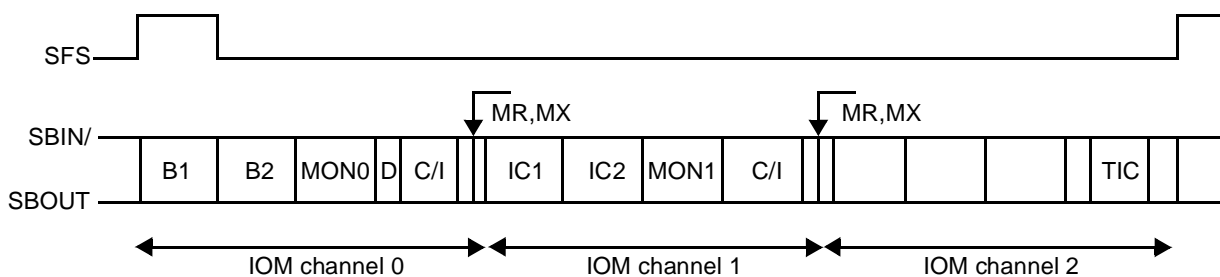 SFS
MR,MX
MR,MX
SBIN/
SBOUT
B1 B2 MON0 D C/I IC1 IC2 MON1 C/I TIC
IOM channel 0 IOM channel 1 IOM channel 2